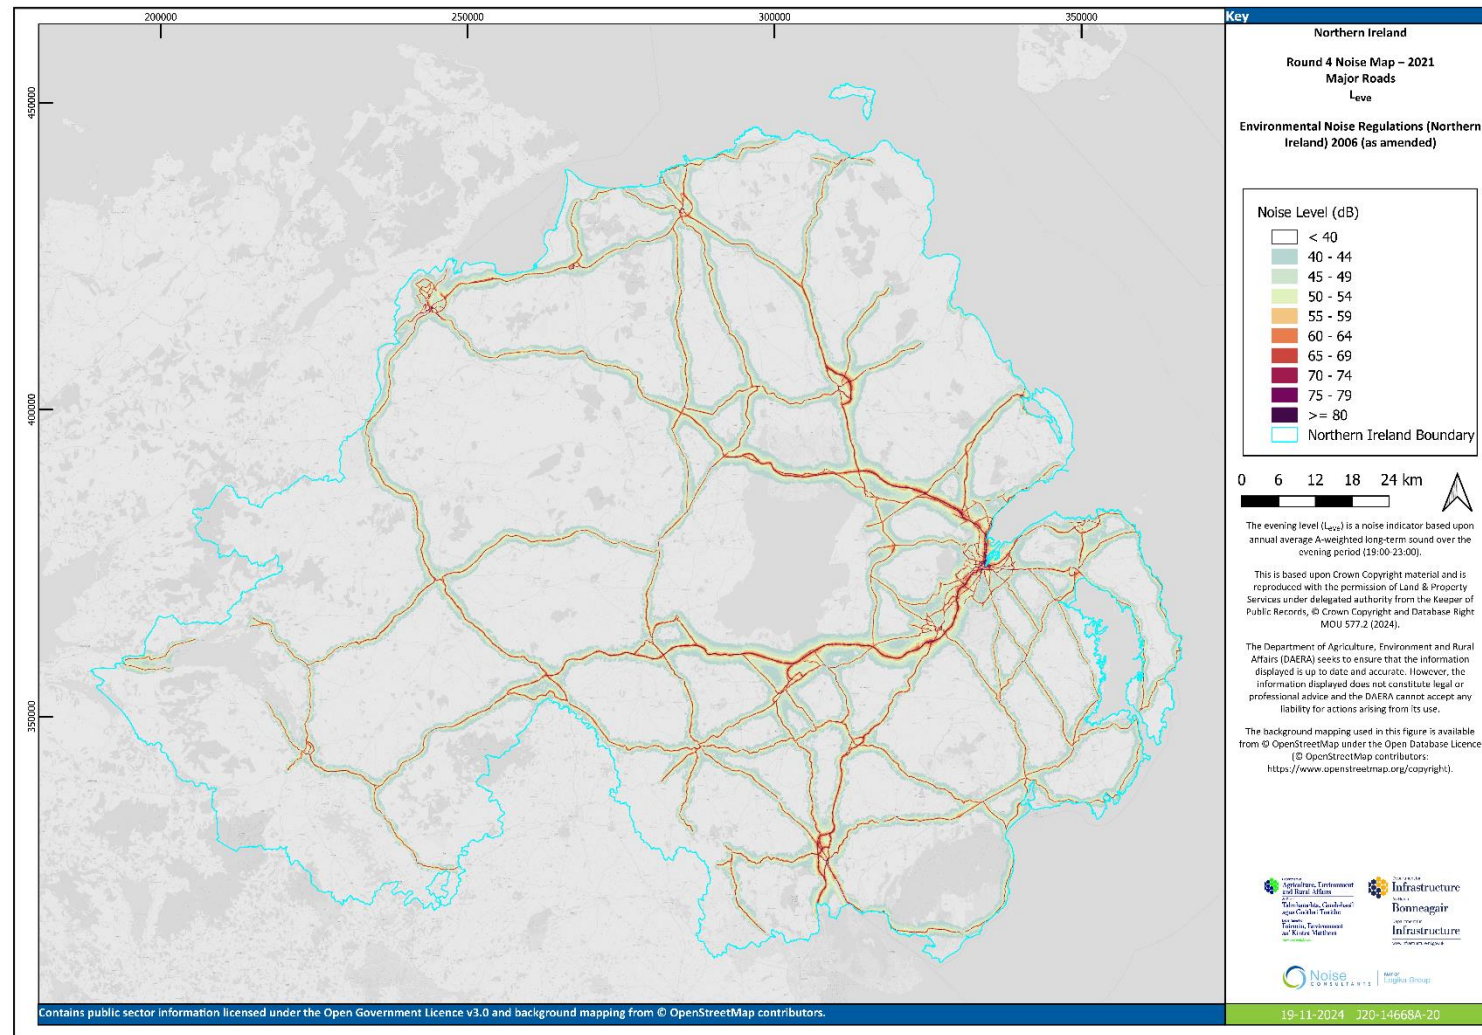 200000
250000
300000
350000
450000
400000
350000
Key
Northern Ireland
Round 4 Noise Map – 2021
Major Roads
Leve
Environmental Noise Regulations (Northern
Ireland) 2006 (as amended)
Noise Level (dB)
< 40
40 - 44
45 - 49
50 - 54
55 - 59
60 - 64
65 - 69
70 - 74
75 - 79
>= 80
Northern Ireland Boundary
0 6 12 18 24 km
The evening level (Leve) is a noise indicator based upon
annual average A-weighted long-term sound over the
evening period (19:00-23:00).
This is based upon Crown Copyright material and is
reproduced with the permission of Land & Property
Services under delegated authority from the Keeper of
Public Records, © Crown Copyright and Database Right
MOU 577.2 (2024).
The Department of Agriculture, Environment and Rural
Affairs (DAERA) seeks to ensure that the information
displayed is up to date and accurate. However, the
information displayed does not constitute legal or
professional advice and the DAERA cannot accept any
liability for actions arising from its use.
The background mapping used in this figure is available
from © OpenStreetMap under the Open Database Licence
(© OpenStreetMap contributors:
https://www.openstreetmap.org/copyright).
Agriculture, Environment
and Rural Affairs
Infrastructure
Bonneagair
Infrastructure
Noise
CONSULTANTS
Logika Group
Contains public sector information licensed under the Open Government Licence v3.0 and background mapping from © OpenStreetMap contributors.
19-11-2024 J20-14668A-20